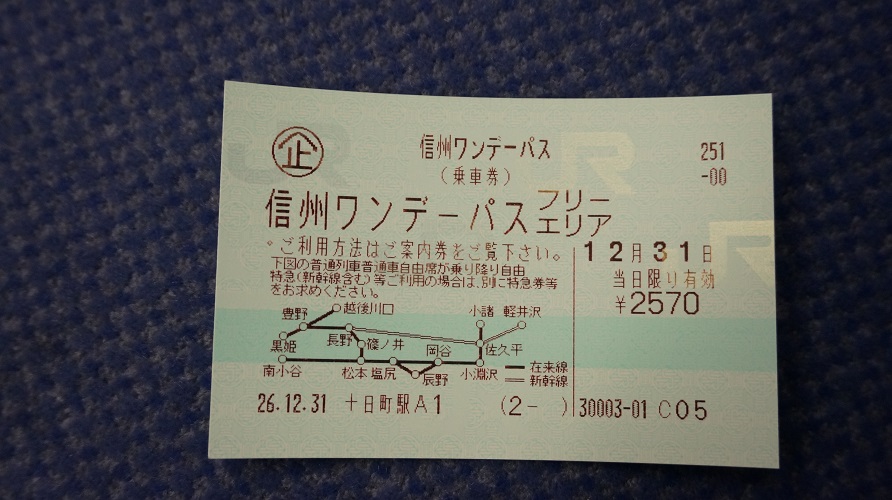 企
信州ワンデーパス
251
(乗車券)
-00
信州ワンデーパスフリーエリア
・ご利用方法はご案内券をご覧下さい。
12月31日
下図の普通列車普通車自由席が乗り降り自由
特急(新幹線含む)等ご利用の場合は、別に特急券等
をお求めください。
当日限り有効
¥2570
豊野 越後川口
小諸 軽井沢
黒姫
長野 篠ノ井
岡谷
佐久平
南小谷
松本 塩尻
辰野
小淵沢
在来線
新幹線
26.12.31 十日町駅A1 (2- ) 30003-01 C05